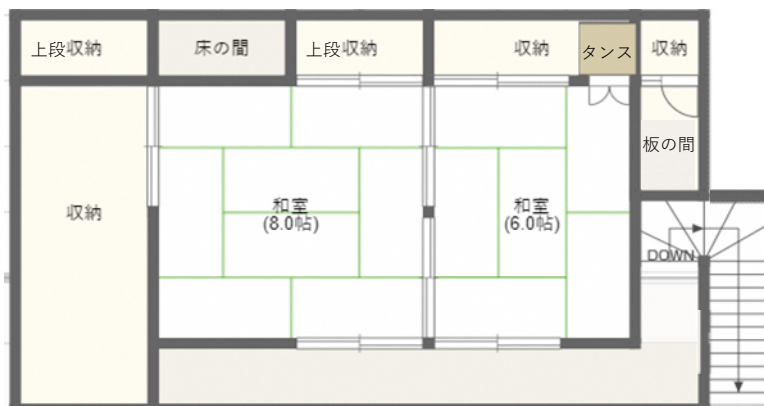 上段収納
床の間
上段収納
収納
タンス
収納
板の間
収納
和室
(8.0帖)
和室
(6.0帖)
DOWN